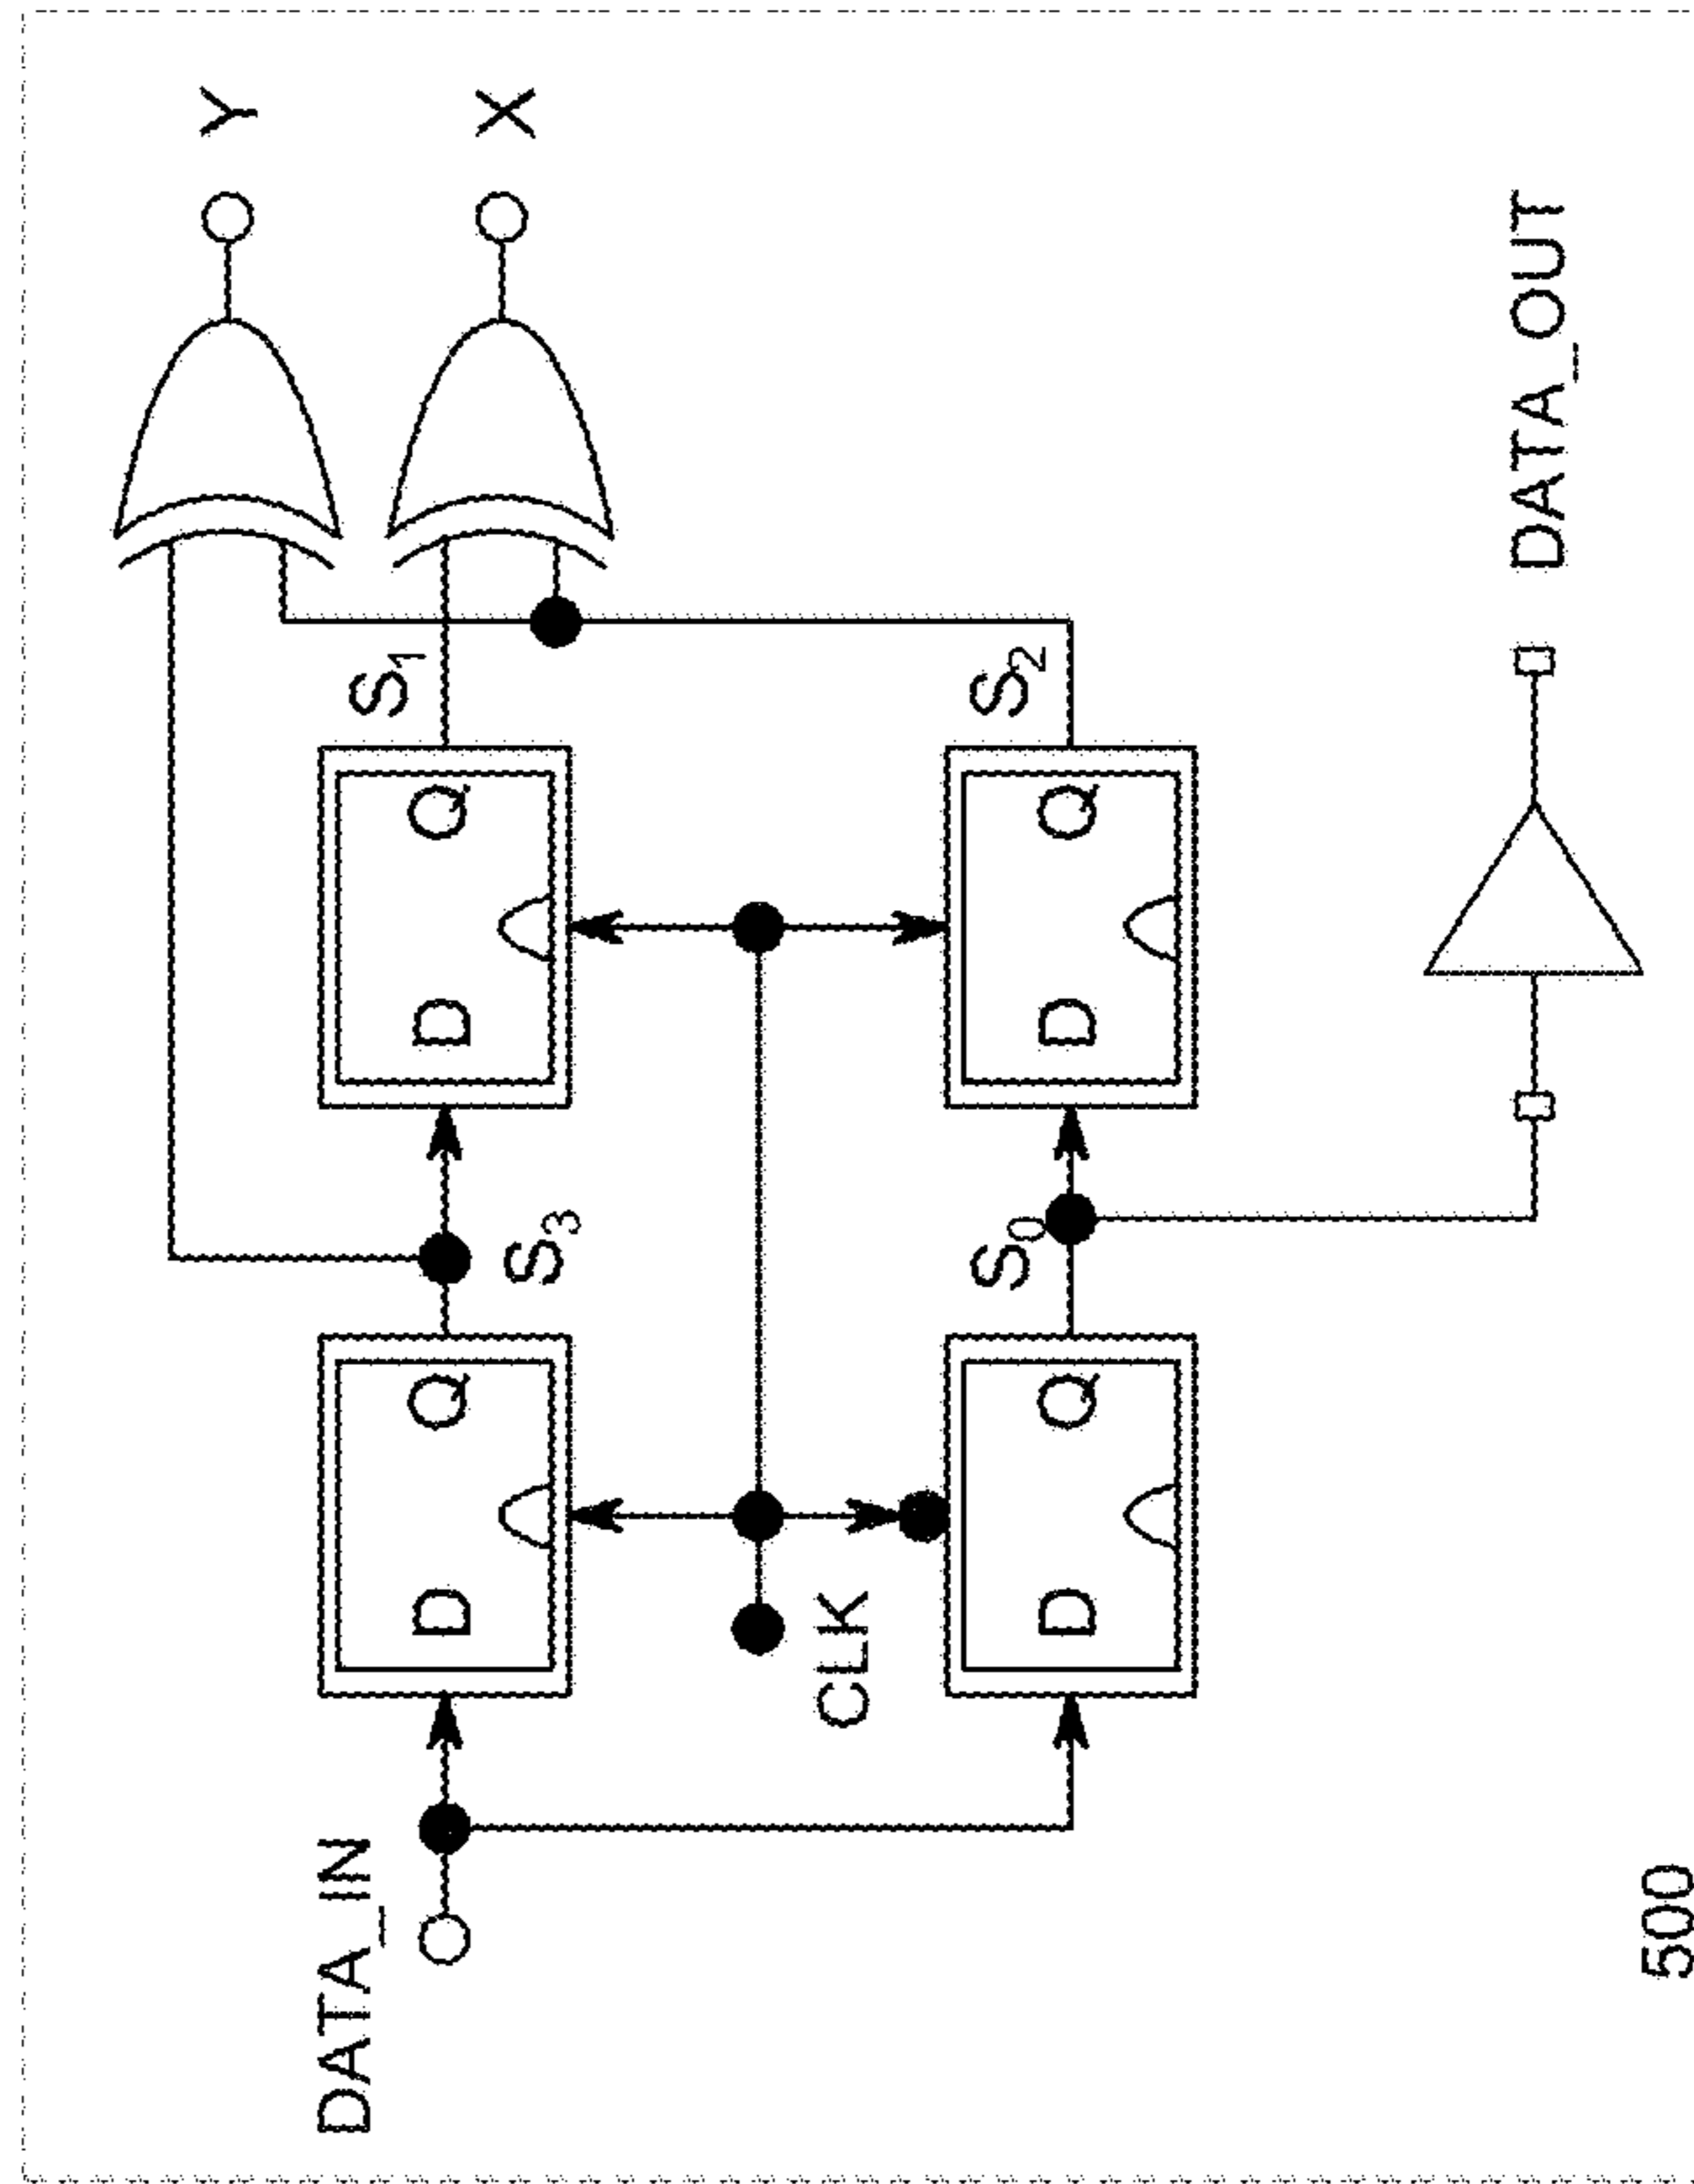 Y
X
S1
S2
DATA_OUT
D Q
D Q
S3
S0
D Q
D Q
CLK
DATA_IN
500